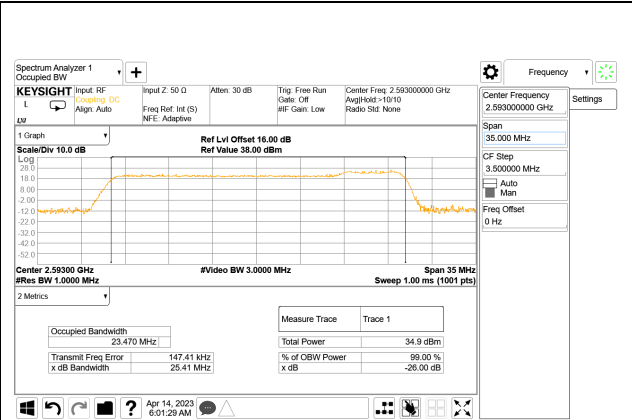 Spectrum Analyzer 1
Occupied BW
Frequency
KEYSIGHT
L
Input: RF
Coupling: DC
Align: Auto
Input Z: 50 Ω
Freq Ref: Int (S)
NFE: Adaptive
Atten: 30 dB
Trig: Free Run
Gate: Off
#IF Gain: Low
Center Freq: 2.593000000 GHz
Avg|Hold:>10/10
Radio Std: None
Center Frequency
2.593000000 GHz
Settings
Span
35.000 MHz
CF Step
3.500000 MHz
Auto
Man
Freq Offset
0 Hz
1 Graph
Scale/Div 10.0 dB
Ref Lvl Offset 16.00 dB
Ref Value 38.00 dBm
Log
28.0
18.0
8.00
-2.00
-12.0
-22.0
-32.0
-42.0
-52.0
Center 2.59300 GHz
#Video BW 3.0000 MHz
Span 35 MHz
#Res BW 1.0000 MHz
Sweep 1.00 ms (1001 pts)
2 Metrics
Measure Trace
Trace 1
Occupied Bandwidth
23.470 MHz
Total Power
34.9 dBm
Transmit Freq Error
147.41 kHz
% of OBW Power
99.00 %
x dB Bandwidth
25.41 MHz
x dB
-26.00 dB
?
Apr 14, 2023
6:01:29 AM